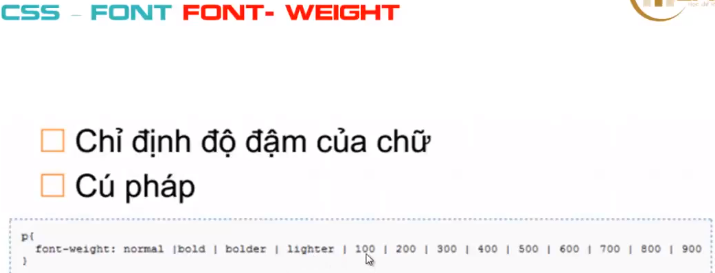 CSS - FONT FONT- WEIGHT
Chỉ định độ đậm của chữ
Cú pháp
p{
font-weight: normal |bold | bolder | lighter | 100 | 200 | 300 | 400 | 500 | 600 | 700 | 800 | 900
}